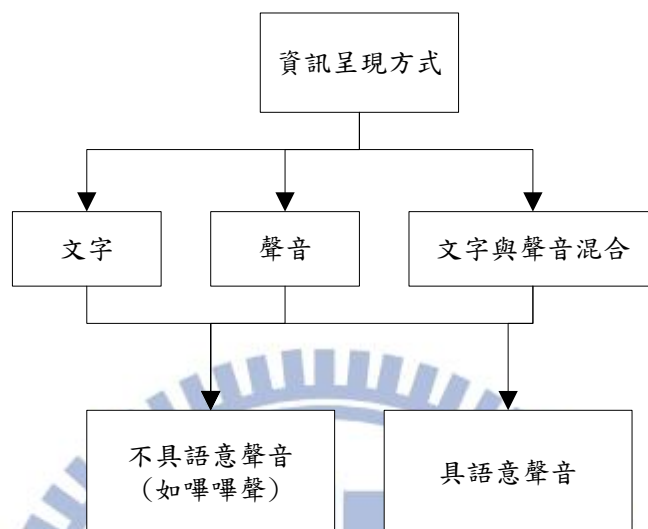 資訊呈現方式
文字
聲音
文字與聲音混合
不具語意聲音
（如嗶嗶聲）
具語意聲音